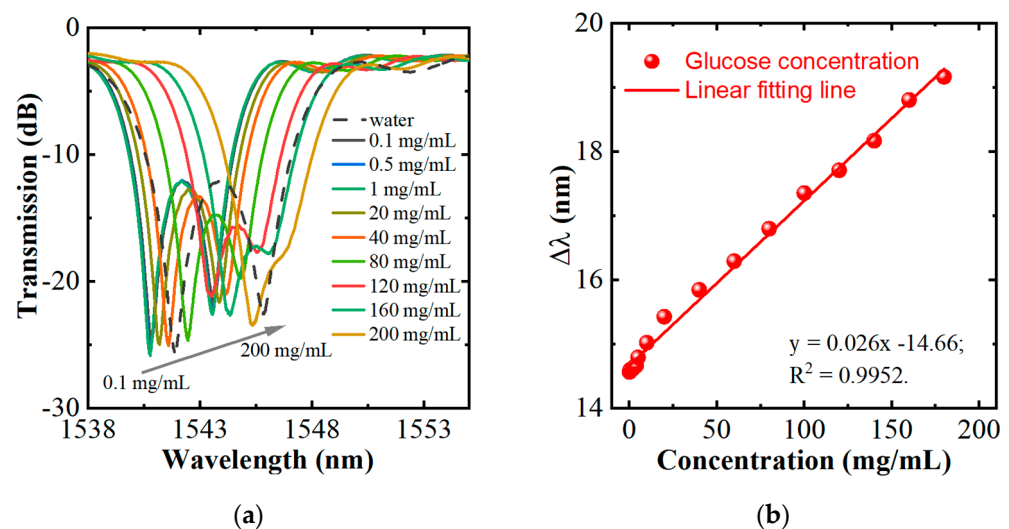 0
-10
-20
-30
Transmission (dB)
1538
1543
1548
1553
Wavelength (nm)
water
0.1 mg/mL
0.5 mg/mL
1 mg/mL
20 mg/mL
40 mg/mL
80 mg/mL
120 mg/mL
160 mg/mL
200 mg/mL
200 mg/mL
0.1 mg/mL
(a)
20
18
16
14
Δλ (nm)
Glucose concentration
Linear fitting line
y = 0.026x -14.66;
R² = 0.9952.
0
50
100
150
200
Concentration (mg/mL)
(b)